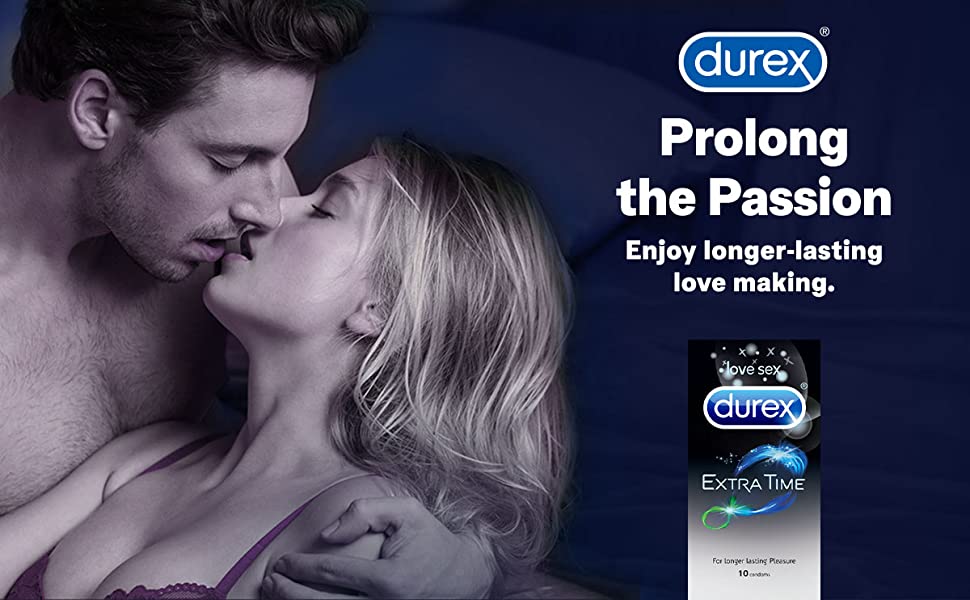 durex®
Prolong
the Passion
Enjoy longer-lasting
love making.
love sex
durex®
EXTRA TIME
For longer lasting Pleasure
10 condoms